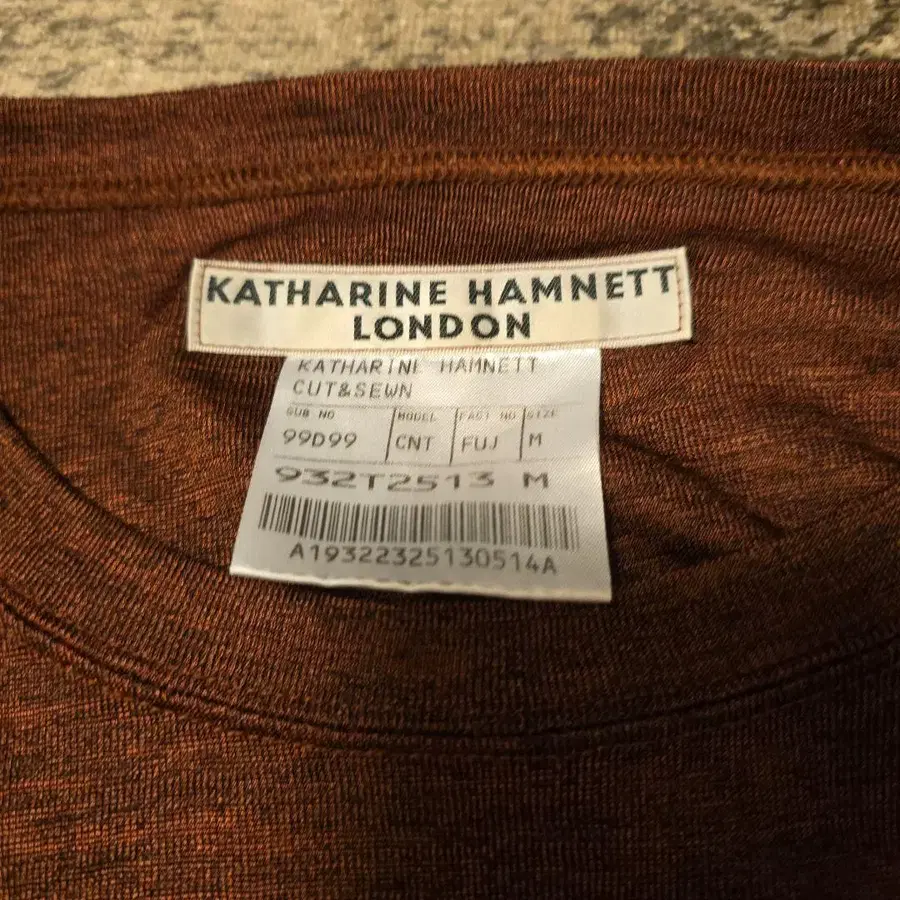 KATHARINE HAMNETT
LONDON
KATHARINE HAMNETT
CUT&SEWN
SUB NO MODEL FACT NO SIZE
99D99 CNT FUJ M
932T2513 M
A19322325130514A